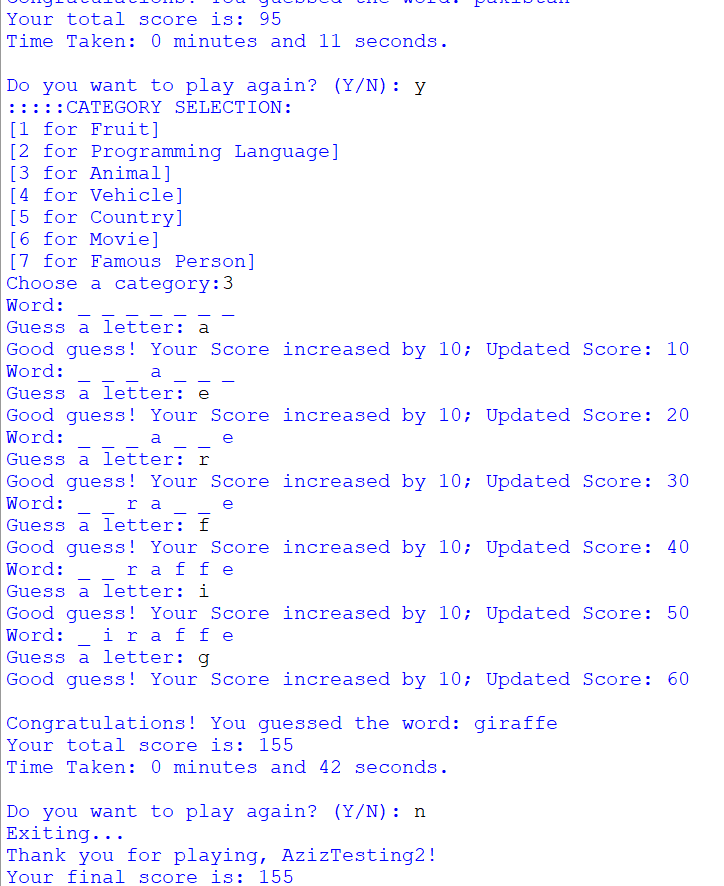 Congratulations! You guessed the word: pakistan
Your total score is: 95
Time Taken: 0 minutes and 11 seconds.
Do you want to play again? (Y/N): y
:::::CATEGORY SELECTION:
[1 for Fruit]
[2 for Programming Language]
[3 for Animal]
[4 for Vehicle]
[5 for Country]
[6 for Movie]
[7 for Famous Person]
Choose a category:3
Word: _ _ _ _ _ _ _
Guess a letter: a
Good guess! Your Score increased by 10; Updated Score: 10
Word: _ _ _ a _ _ _
Guess a letter: e
Good guess! Your Score increased by 10; Updated Score: 20
Word: _ _ _ a _ _ e
Guess a letter: r
Good guess! Your Score increased by 10; Updated Score: 30
Word: _ _ r a _ _ e
Guess a letter: f
Good guess! Your Score increased by 10; Updated Score: 40
Word: _ _ r a f f e
Guess a letter: i
Good guess! Your Score increased by 10; Updated Score: 50
Word: _ i r a f f e
Guess a letter: g
Good guess! Your Score increased by 10; Updated Score: 60
Congratulations! You guessed the word: giraffe
Your total score is: 155
Time Taken: 0 minutes and 42 seconds.
Do you want to play again? (Y/N): n
Exiting...
Thank you for playing, AzizTesting2!
Your final score is: 155